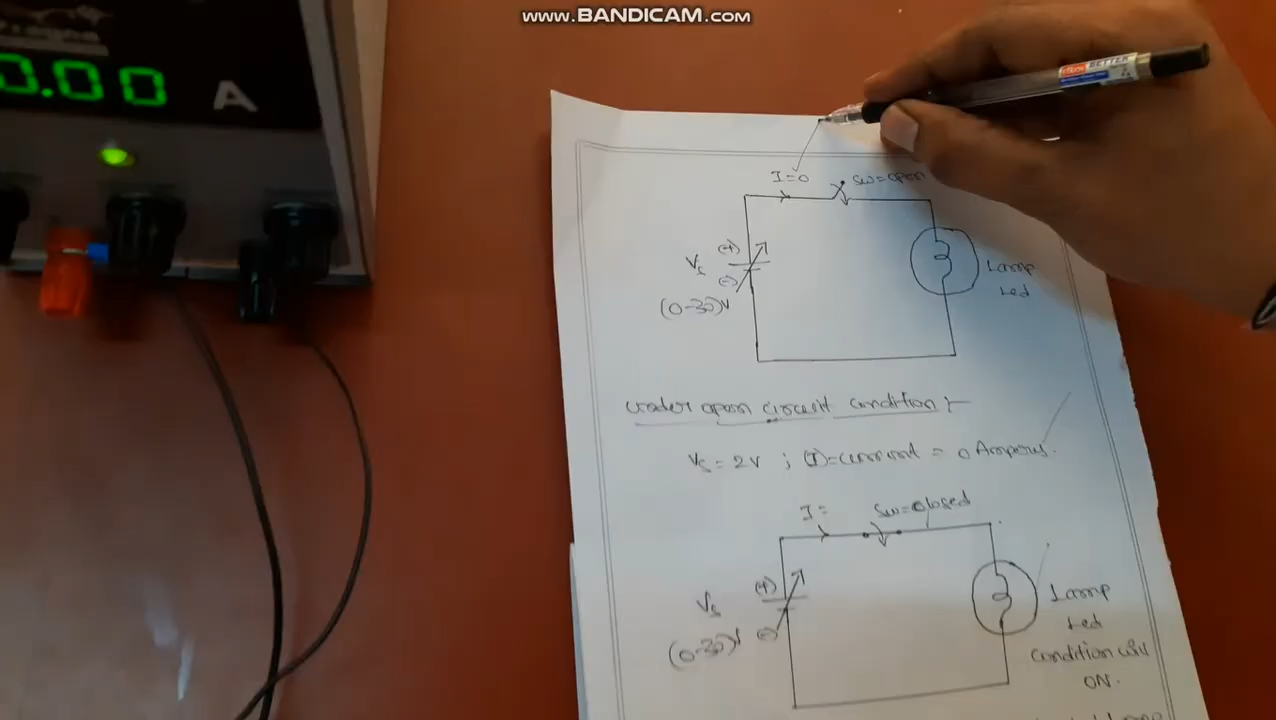 www.BANDICAM.com
0.00 A
I=0
SW=open
(+)
Vs
(-)
(0-30)V
Lamp
Led
Under open circuit condition :-
Vs = 2V ; (I)=current = 0 Amperes.
I=
SW=closed
(+)
Vs
(-)
(0-30)V
Lamp
Led
condition will
ON.